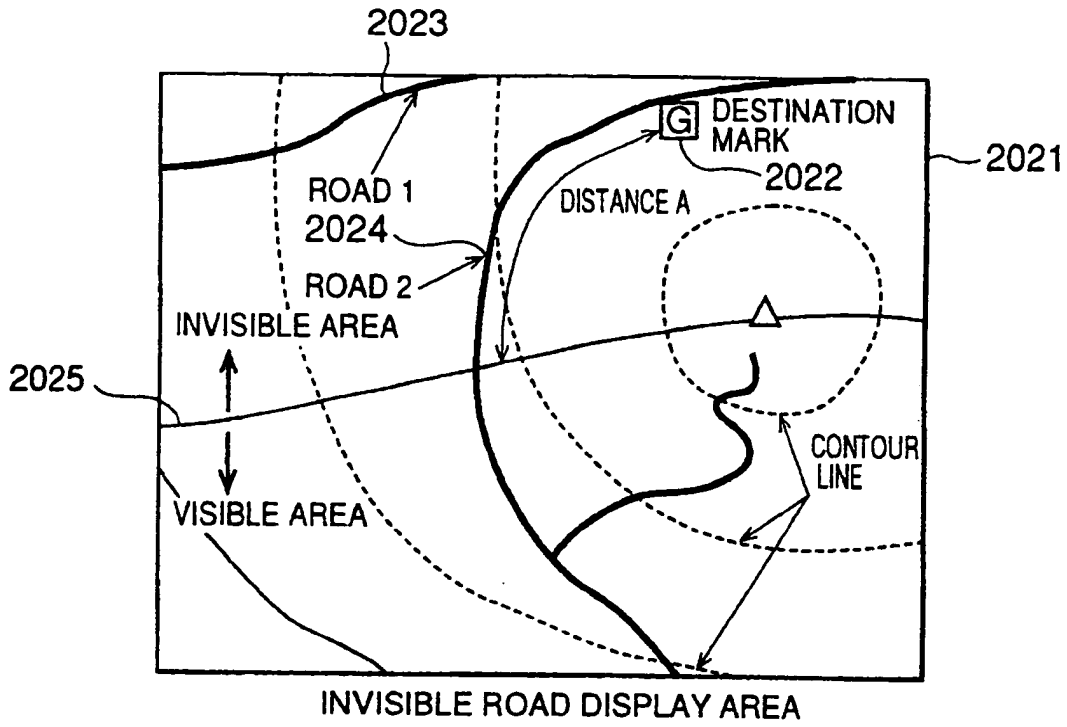 2023
G
DESTINATION
MARK
2021
2022
ROAD 1
DISTANCE A
2024
ROAD 2
INVISIBLE AREA
2025
VISIBLE AREA
CONTOUR
LINE
INVISIBLE ROAD DISPLAY AREA